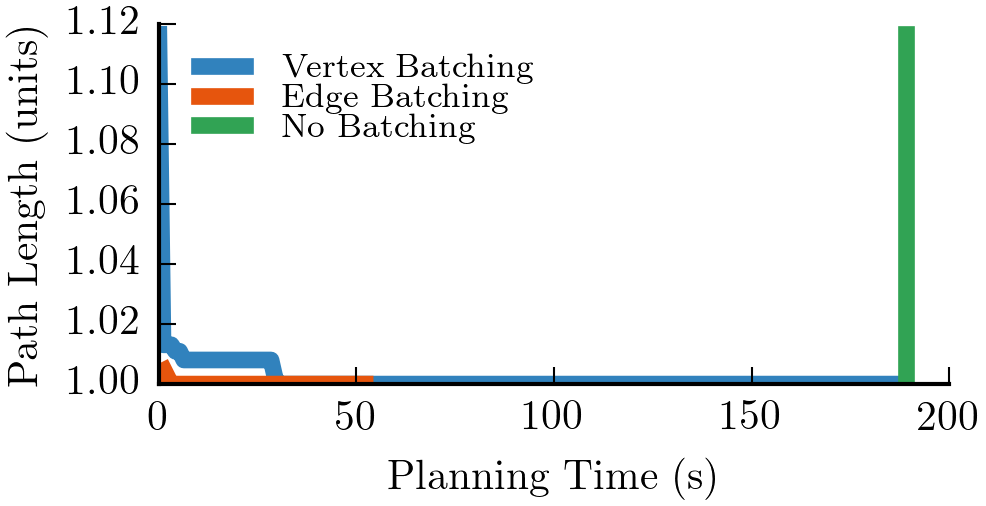 Path Length (units)
1.12
1.10
1.08
1.06
1.04
1.02
1.00
Vertex Batching
Edge Batching
No Batching
0 50 100 150 200
Planning Time (s)